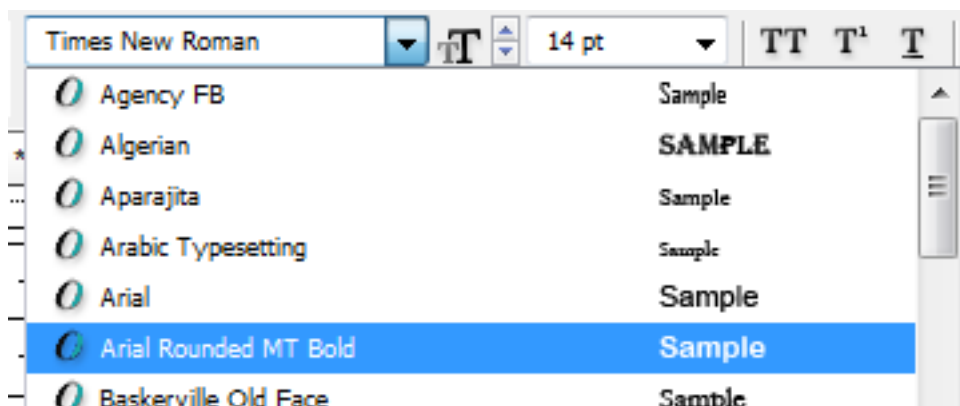 Times New Roman TT 14 pt TT T¹ T
O Agency FB Sample
O Algerian SAMPLE
O Aparajita Sample
O Arabic Typesetting Sample
O Arial Sample
O Arial Rounded MT Bold Sample
O Baskerville Old Face Sample